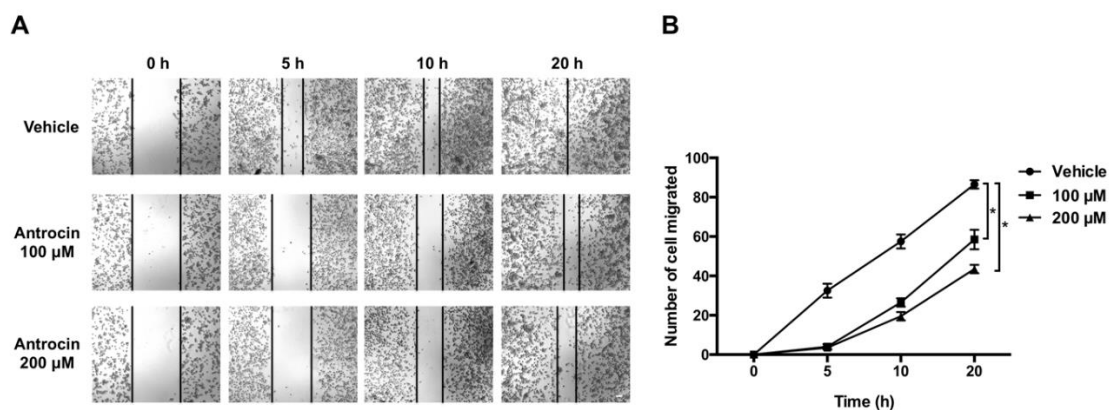 A
0 h 5 h 10 h 20 h
Vehicle
Antrocin
100 μM
Antrocin
200 μM
B
Number of cell migrated
100
80
60
40
20
0
0 5 10 20
Time (h)
Vehicle
100 μM
200 μM
*
*